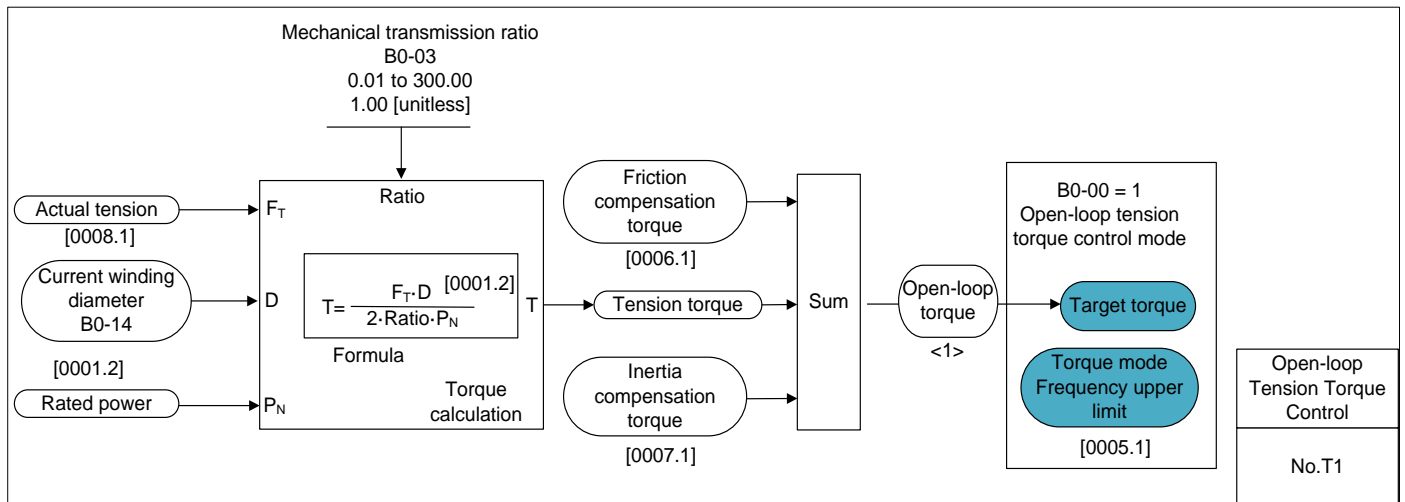 Mechanical transmission ratio
B0-03
0.01 to 300.00
1.00 [unitless]
Actual tension
[0008.1]
Current winding
diameter
B0-14
[0001.2]
Rated power
Ratio
F_T
D
P_N
T= F_T·D / 2·Ratio·P_N
[0001.2]
Formula
T
Torque
calculation
Friction
compensation
torque
[0006.1]
Tension torque
Inertia
compensation
torque
[0007.1]
Sum
Open-loop
torque
<1>
B0-00 = 1
Open-loop tension
torque control mode
Target torque
Torque mode
Frequency upper
limit
[0005.1]
Open-loop
Tension Torque
Control
No.T1